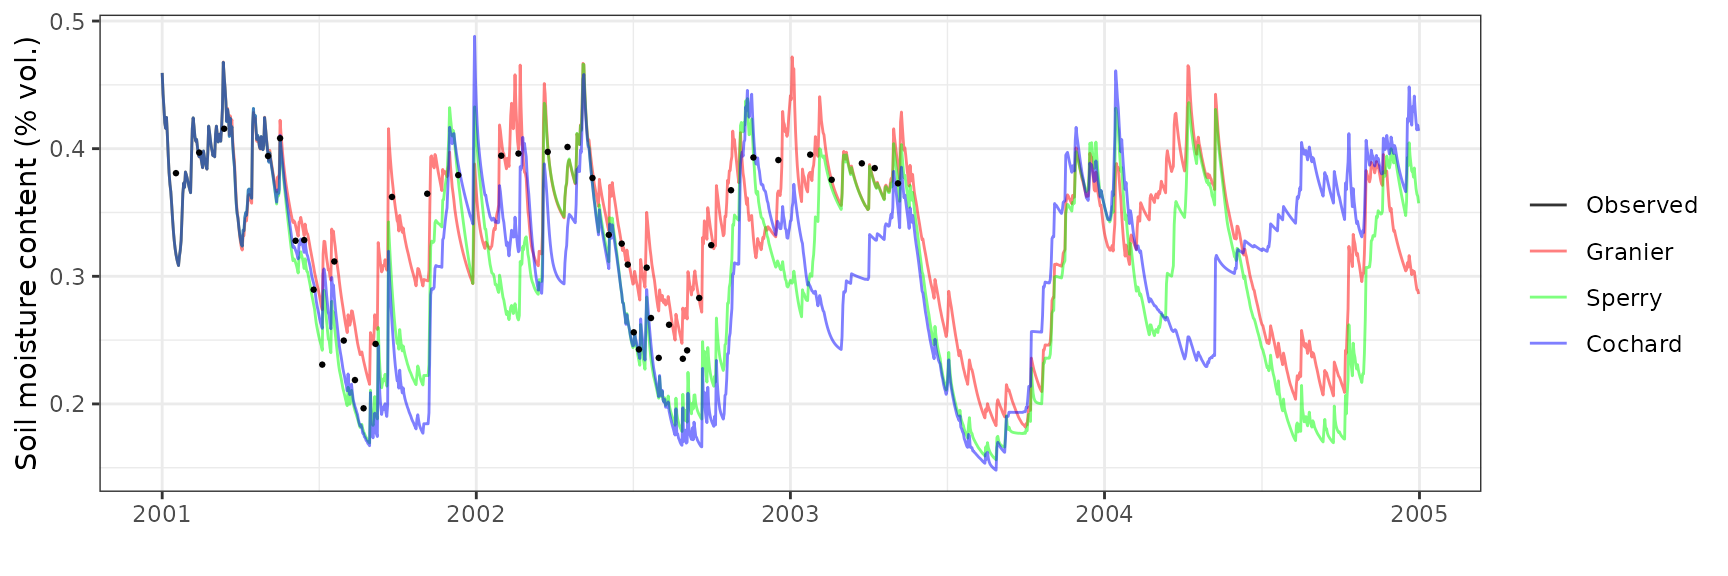 Soil moisture content (% vol.)
0.5
0.4
0.3
0.2
2001 2002 2003 2004 2005
Observed
Granier
Sperry
Cochard